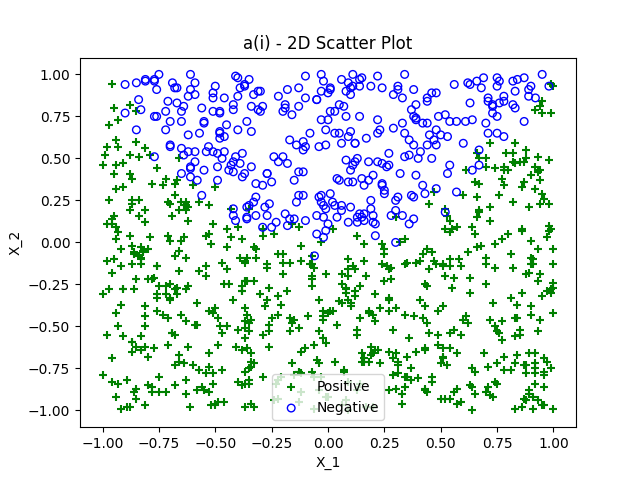 a(i) - 2D Scatter Plot
1.00
0.75
0.50
0.25
0.00
−0.25
−0.50
−0.75
−1.00
X_2
Positive
Negative
−1.00 −0.75 −0.50 −0.25 0.00 0.25 0.50 0.75 1.00
X_1